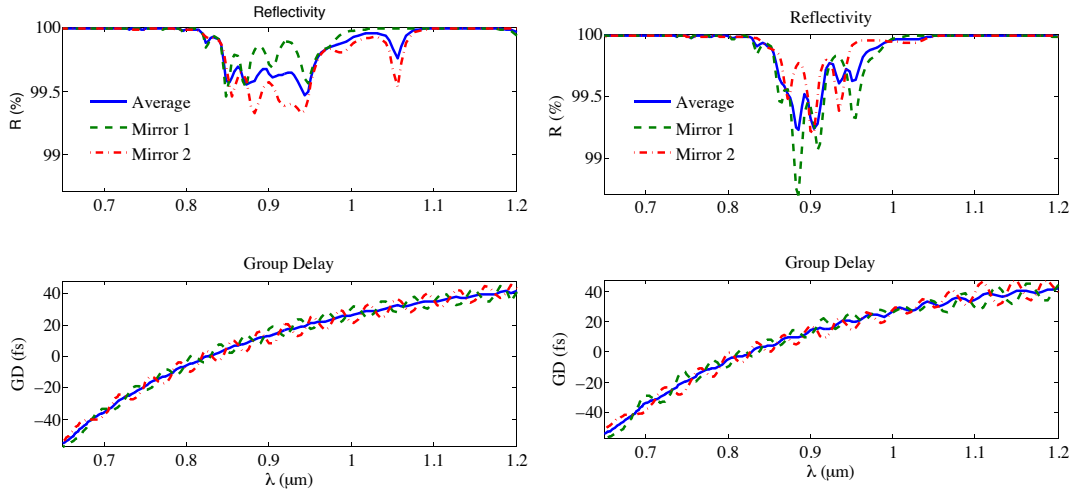 Reflectivity
100
99.5
99
R (%)
Average
Mirror 1
Mirror 2
0.7 0.8 0.9 1 1.1 1.2
Group Delay
40
20
0
−20
−40
GD (fs)
0.7 0.8 0.9 1 1.1 1.2
λ (μm)
Reflectivity
100
99.5
99
R (%)
Average
Mirror 1
Mirror 2
0.7 0.8 0.9 1 1.1 1.2
Group Delay
40
20
0
−20
−40
GD (fs)
0.7 0.8 0.9 1 1.1 1.2
λ (μm)